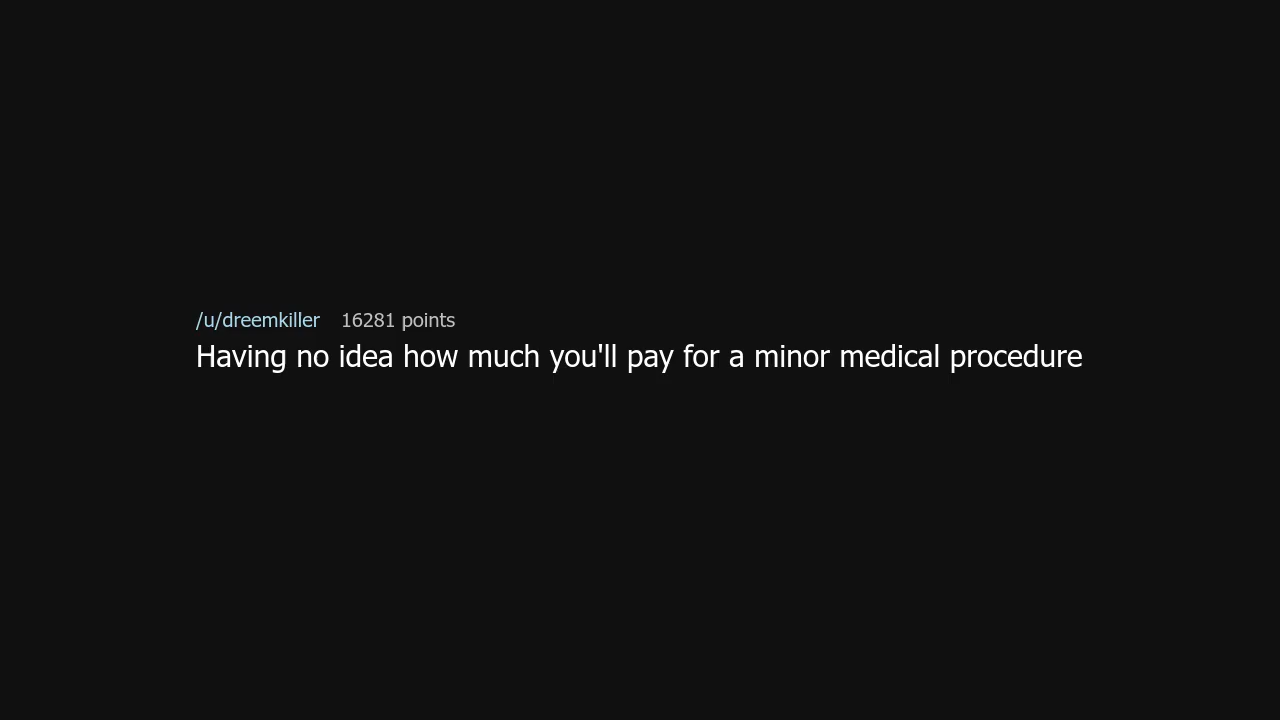 /u/dreemkiller 16281 points
Having no idea how much you'll pay for a minor medical procedure